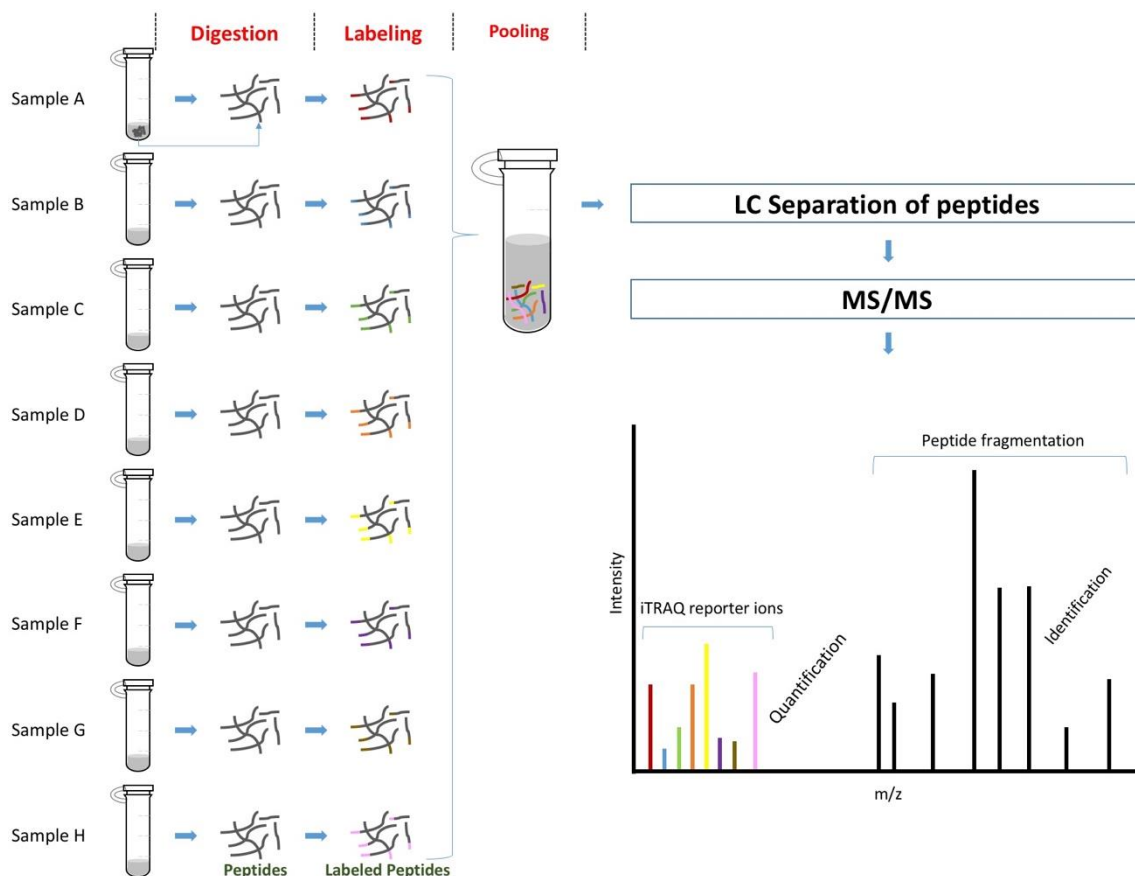 Digestion
Labeling
Pooling
Sample A
Sample B
Sample C
Sample D
Sample E
Sample F
Sample G
Sample H
Peptides
Labeled Peptides
LC Separation of peptides
MS/MS
Peptide fragmentation
Intensity
iTRAQ reporter ions
Quantification
Identification
m/z